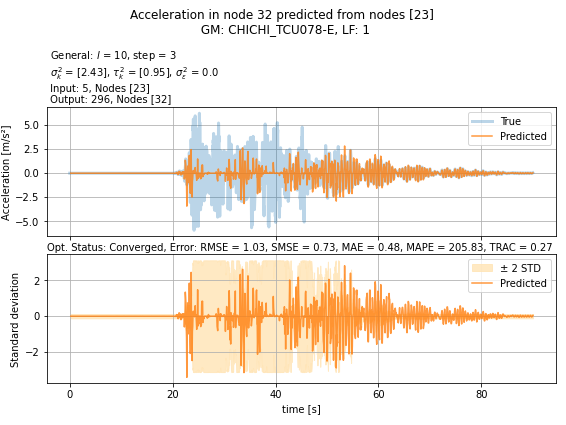 Acceleration in node 32 predicted from nodes [23]
GM: CHICHI_TCU078-E, LF: 1
General: l = 10, step = 3
σ²ₖ = [2.43], τ²ₖ = [0.95], σ²ε = 0.0
Input: 5, Nodes [23]
Output: 296, Nodes [32]
Acceleration [m/s²]
5.0
2.5
0.0
−2.5
−5.0
True
Predicted
Opt. Status: Converged, Error: RMSE = 1.03, SMSE = 0.73, MAE = 0.48, MAPE = 205.83, TRAC = 0.27
Standard deviation
2
0
−2
± 2 STD
Predicted
0 20 40 60 80
time [s]